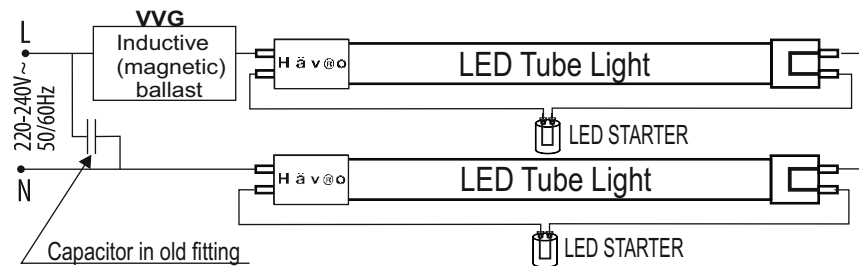 VVG
L
Inductive
(magnetic)
ballast
220-240V~
50/60Hz
Häv®o
LED Tube Light
LED STARTER
N
Häv®o
LED Tube Light
LED STARTER
Capacitor in old fitting